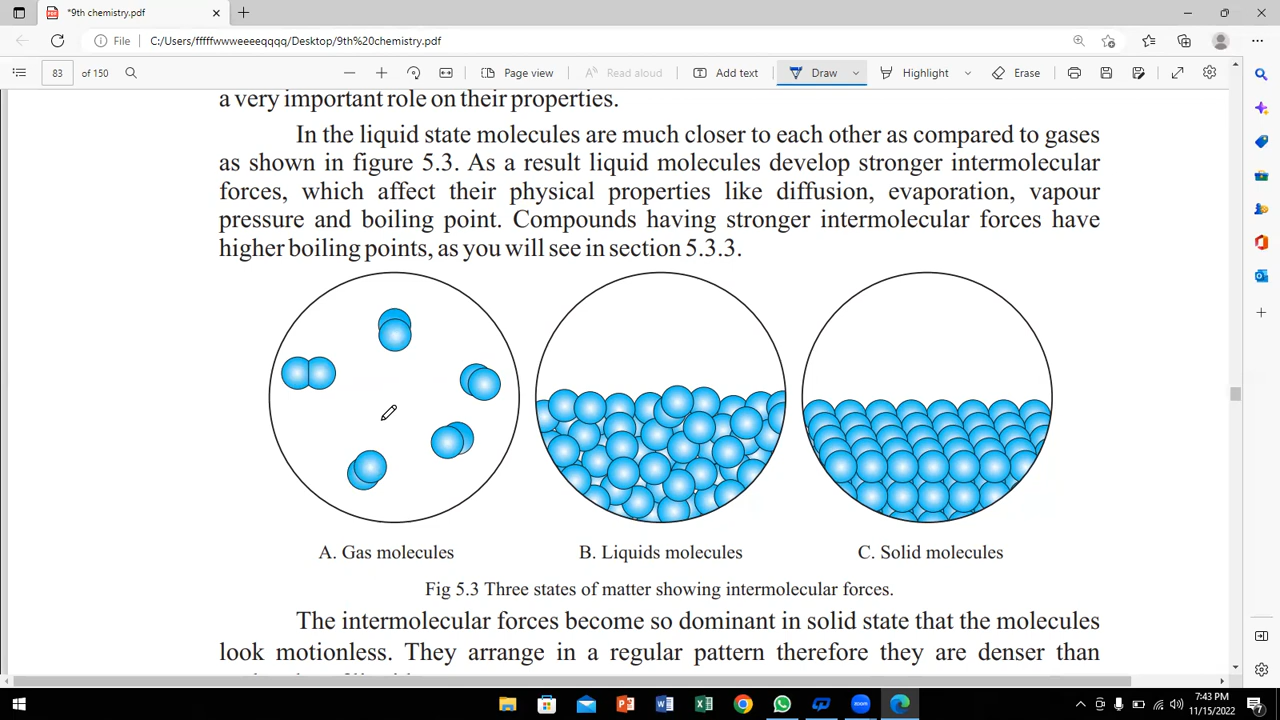 *9th chemistry.pdf
File
C:/Users/fffffwwweeeeqqqq/Desktop/9th%20chemistry.pdf
83
of 150
Page view
Read aloud
Add text
Draw
Highlight
Erase
a very important role on their properties.
In the liquid state molecules are much closer to each other as compared to gases
as shown in figure 5.3. As a result liquid molecules develop stronger intermolecular
forces, which affect their physical properties like diffusion, evaporation, vapour
pressure and boiling point. Compounds having stronger intermolecular forces have
higher boiling points, as you will see in section 5.3.3.
A. Gas molecules
B. Liquids molecules
C. Solid molecules
Fig 5.3 Three states of matter showing intermolecular forces.
The intermolecular forces become so dominant in solid state that the molecules
look motionless. They arrange in a regular pattern therefore they are denser than
7:43 PM
11/15/2022